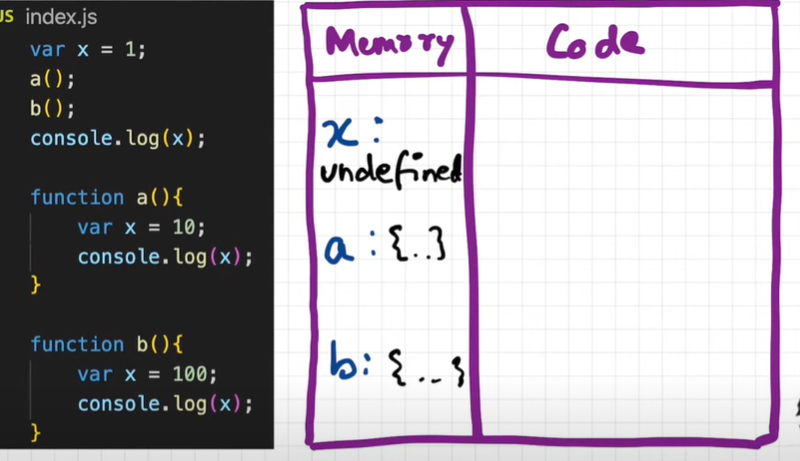 JS index.js
var x = 1;
a();
b();
console.log(x);
function a(){
var x = 10;
console.log(x);
}
function b(){
var x = 100;
console.log(x);
}
Memory
Code
x:
undefined
a : {..}
b: {..}